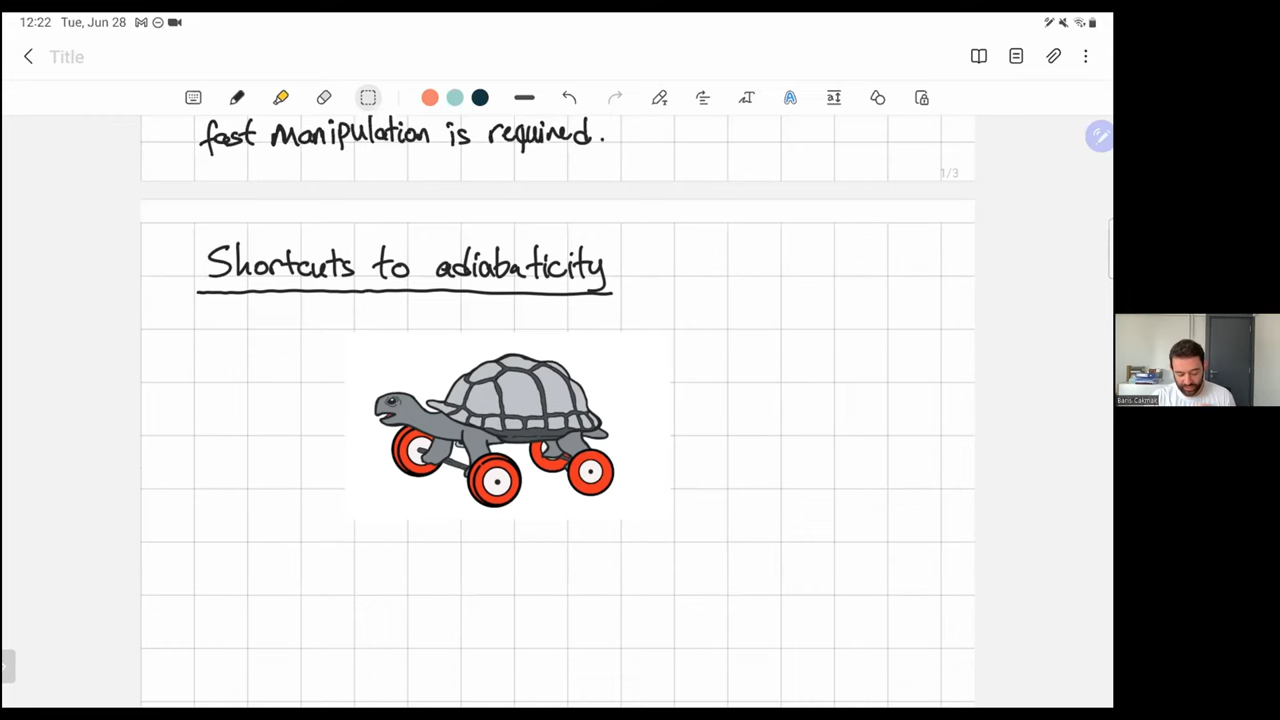 12:22 Tue, Jun 28
Title
fast manipulation is required.
1/3
Shortcuts to adiabaticity
Baris Cakmak